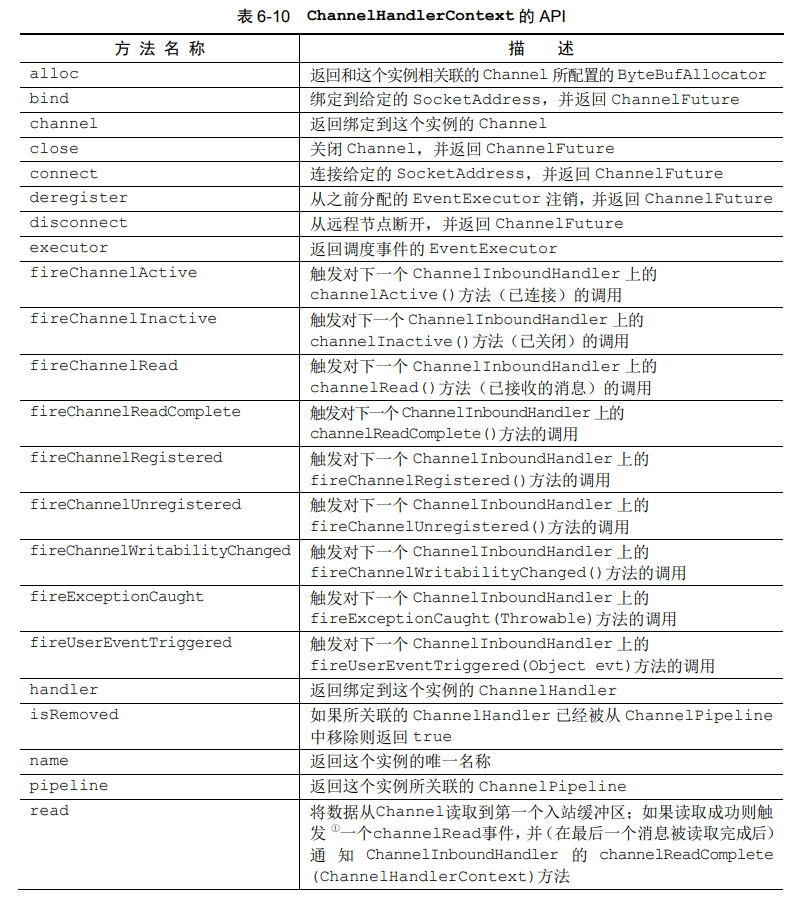 表 6-10 ChannelHandlerContext 的 API
方 法 名 称 描 述
alloc 返回和这个实例相关联的 Channel 所配置的 ByteBufAllocator
bind 绑定到给定的 SocketAddress，并返回 ChannelFuture
channel 返回绑定到这个实例的 Channel
close 关闭 Channel，并返回 ChannelFuture
connect 连接给定的 SocketAddress，并返回 ChannelFuture
deregister 从之前分配的 EventExecutor 注销，并返回 ChannelFuture
disconnect 从远程节点断开，并返回 ChannelFuture
executor 返回调度事件的 EventExecutor
fireChannelActive 触发对下一个 ChannelInboundHandler 上的
channelActive()方法（已连接）的调用
fireChannelInactive 触发对下一个 ChannelInboundHandler 上的
channelInactive()方法（已关闭）的调用
fireChannelRead 触发对下一个 ChannelInboundHandler 上的
channelRead()方法（已接收的消息）的调用
fireChannelReadComplete 触发对下一个 ChannelInboundHandler 上的
channelReadComplete()方法的调用
fireChannelRegistered 触发对下一个 ChannelInboundHandler 上的
fireChannelRegistered()方法的调用
fireChannelUnregistered 触发对下一个 ChannelInboundHandler 上的
fireChannelUnregistered()方法的调用
fireChannelWritabilityChanged 触发对下一个 ChannelInboundHandler 上的
fireChannelWritabilityChanged()方法的调用
fireExceptionCaught 触发对下一个 ChannelInboundHandler 上的
fireExceptionCaught(Throwable)方法的调用
fireUserEventTriggered 触发对下一个 ChannelInboundHandler 上的
fireUserEventTriggered(Object evt)方法的调用
handler 返回绑定到这个实例的 ChannelHandler
isRemoved 如果所关联的 ChannelHandler 已经被从 ChannelPipeline
中移除则返回 true
name 返回这个实例的唯一名称
pipeline 返回这个实例所关联的 ChannelPipeline
read 将数据从Channel读取到第一个入站缓冲区；如果读取成功则触
发①一个channelRead事件，并（在最后一个消息被读取完成后）
通 知 ChannelInboundHandler 的 channelReadComplete
(ChannelHandlerContext)方法